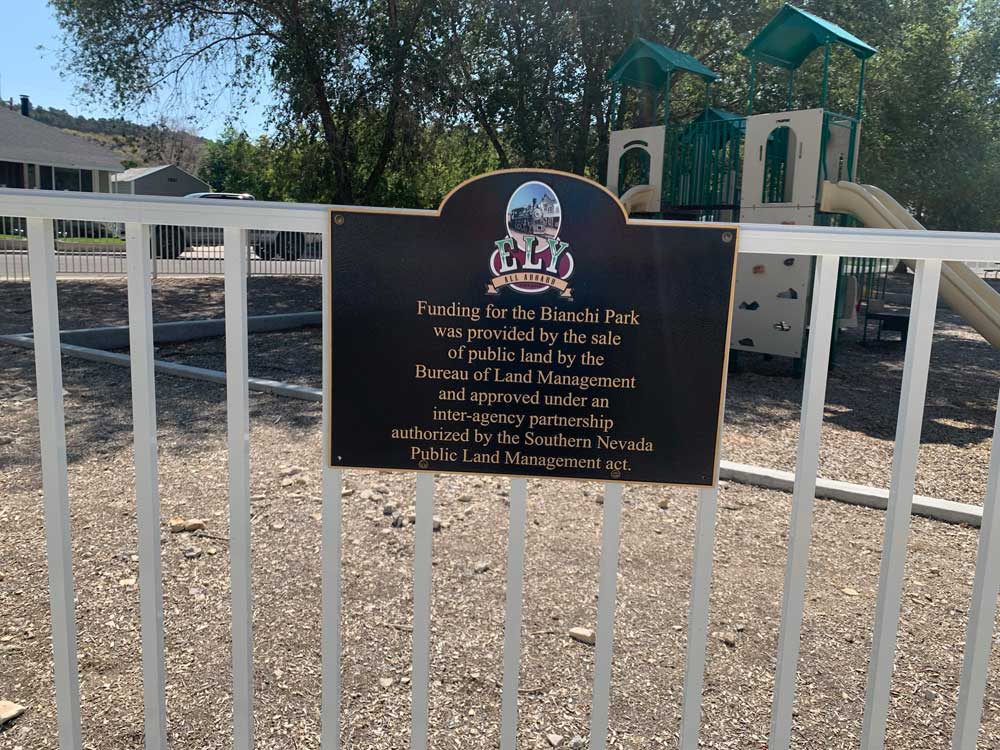 ELY
ALL ABOARD
Funding for the Bianchi Park
was provided by the sale
of public land by the
Bureau of Land Management
and approved under an
inter-agency partnership
authorized by the Southern Nevada
Public Land Management act.